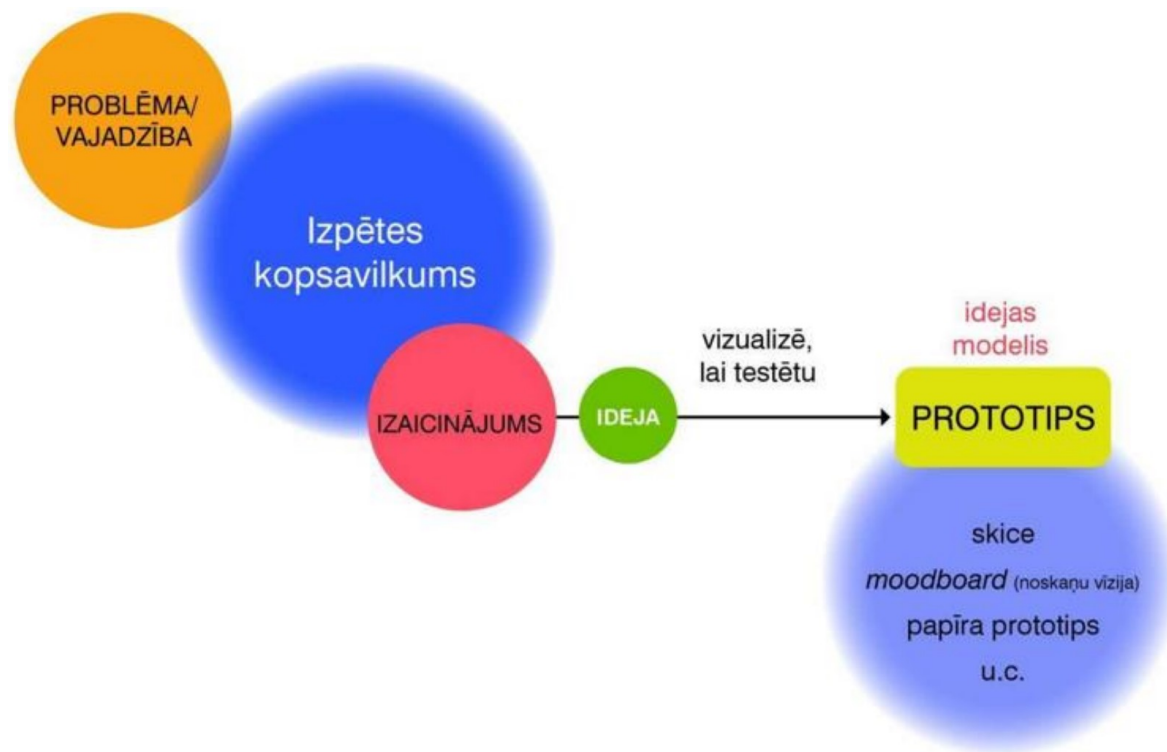 PROBLĒMA/
VAJADZĪBA
Izpētes
kopsavilkums
IZAICINĀJUMS
IDEJA
vizualizē,
lai testētu
idejas
modelis
PROTOTIPS
skice
moodboard (noskaņu vīzija)
papīra prototips
u.c.